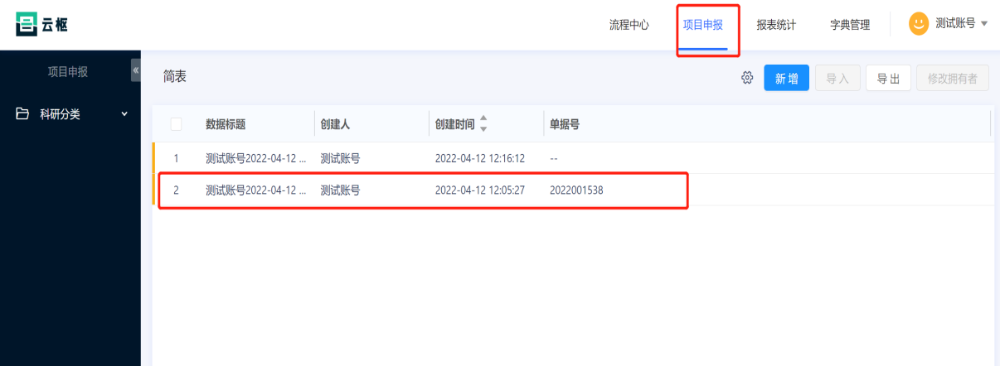 云枢
流程中心 项目申报 报表统计 字典管理 测试账号
项目申报
科研分类
简表 新增 导入 导出 修改拥有者
数据标题 创建人 创建时间 单据号
1 测试账号2022-04-12 ... 测试账号 2022-04-12 12:16:12 --
2 测试账号2022-04-12 ... 测试账号 2022-04-12 12:05:27 2022001538